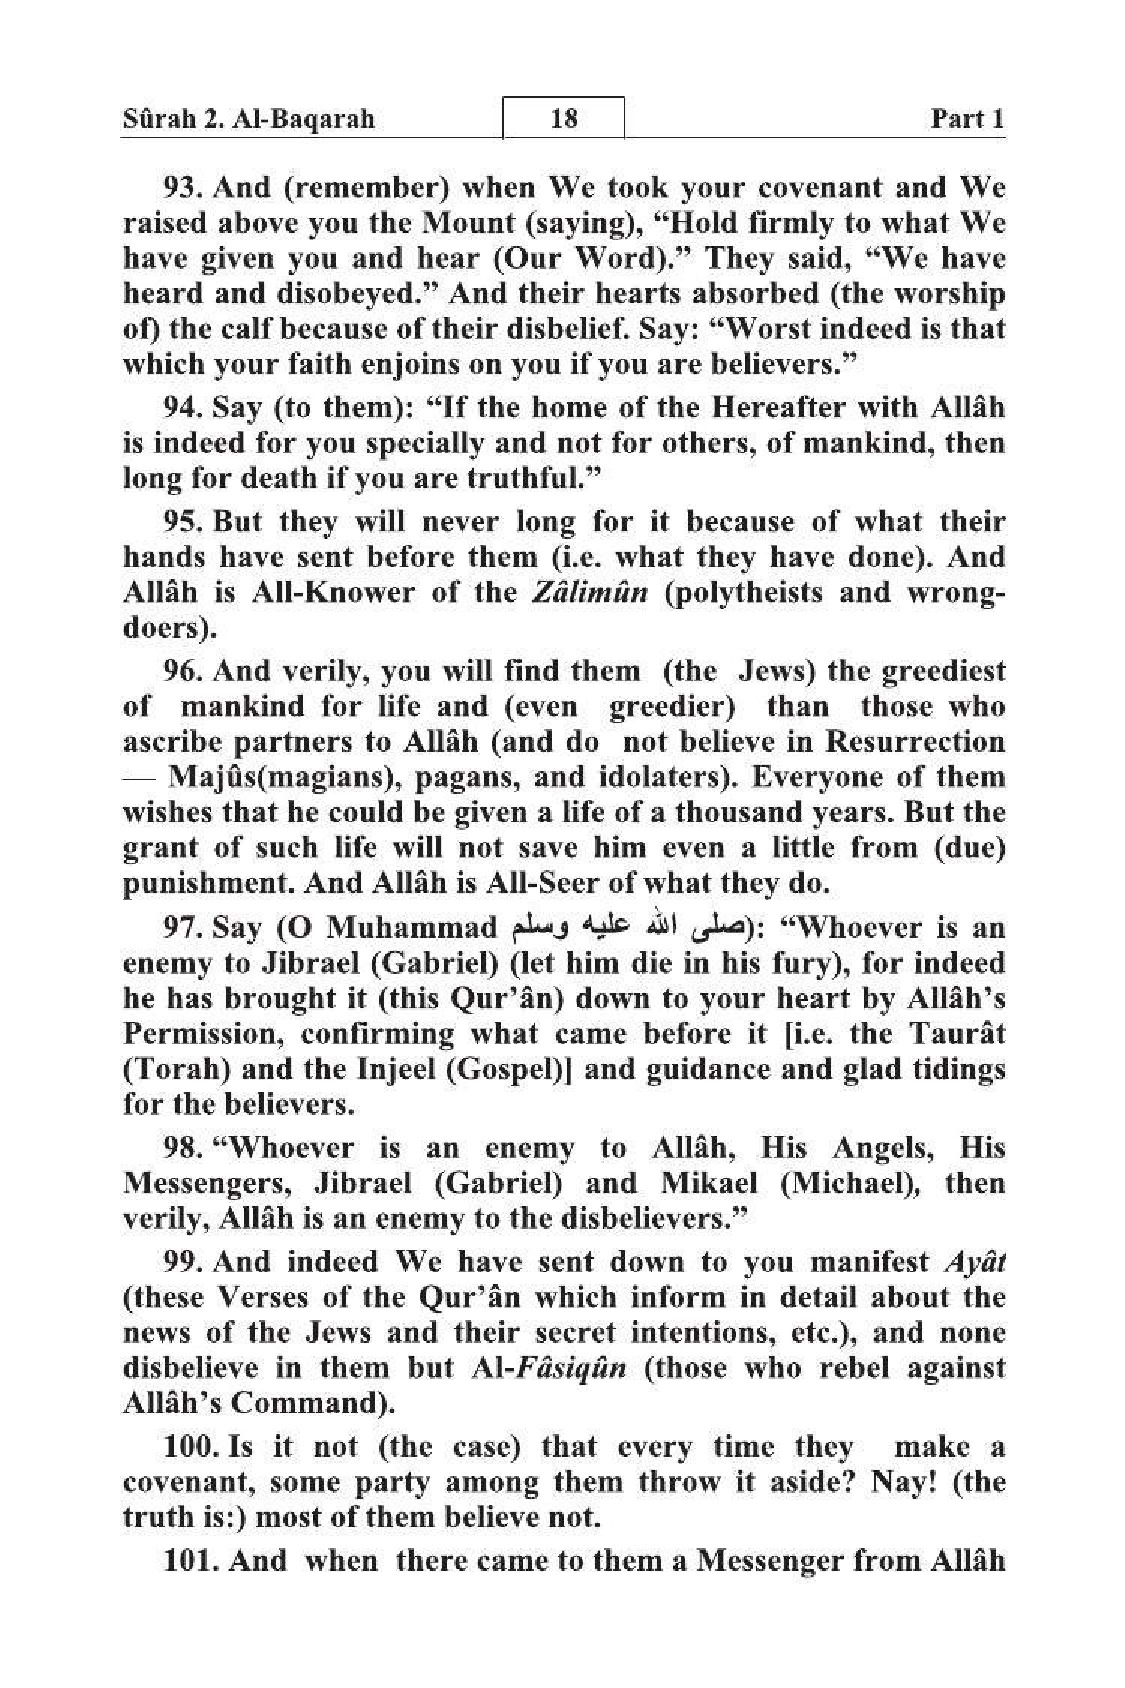 Sûrah 2. Al-Baqarah 18 Part 1
93. And (remember) when We took your covenant and We
raised above you the Mount (saying), “Hold firmly to what We
have given you and hear (Our Word).” They said, “We have
heard and disobeyed.” And their hearts absorbed (the worship
of) the calf because of their disbelief. Say: “Worst indeed is that
which your faith enjoins on you if you are believers.”
94. Say (to them): “If the home of the Hereafter with Allâh
is indeed for you specially and not for others, of mankind, then
long for death if you are truthful.”
95. But they will never long for it because of what their
hands have sent before them (i.e. what they have done). And
Allâh is All-Knower of the Zâlimûn (polytheists and wrong-
doers).
96. And verily, you will find them (the Jews) the greediest
of mankind for life and (even greedier) than those who
ascribe partners to Allâh (and do not believe in Resurrection
— Majûs(magians), pagans, and idolaters). Everyone of them
wishes that he could be given a life of a thousand years. But the
grant of such life will not save him even a little from (due)
punishment. And Allâh is All-Seer of what they do.
97. Say (O Muhammad صلى الله عليه وسلم): “Whoever is an
enemy to Jibrael (Gabriel) (let him die in his fury), for indeed
he has brought it (this Qur’ân) down to your heart by Allâh’s
Permission, confirming what came before it [i.e. the Taurât
(Torah) and the Injeel (Gospel)] and guidance and glad tidings
for the believers.
98. “Whoever is an enemy to Allâh, His Angels, His
Messengers, Jibrael (Gabriel) and Mikael (Michael), then
verily, Allâh is an enemy to the disbelievers.”
99. And indeed We have sent down to you manifest Ayât
(these Verses of the Qur’ân which inform in detail about the
news of the Jews and their secret intentions, etc.), and none
disbelieve in them but Al-Fâsiqûn (those who rebel against
Allâh’s Command).
100. Is it not (the case) that every time they make a
covenant, some party among them throw it aside? Nay! (the
truth is:) most of them believe not.
101. And when there came to them a Messenger from Allâh